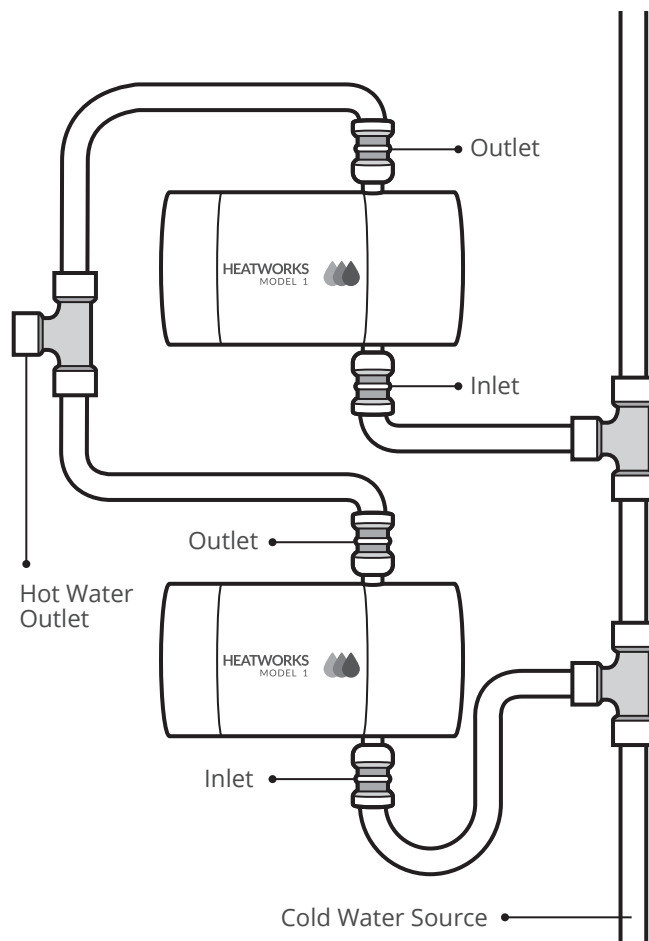 Outlet
HEATWORKS
MODEL 1
Inlet
Outlet
Hot Water
Outlet
HEATWORKS
MODEL 1
Inlet
Cold Water Source